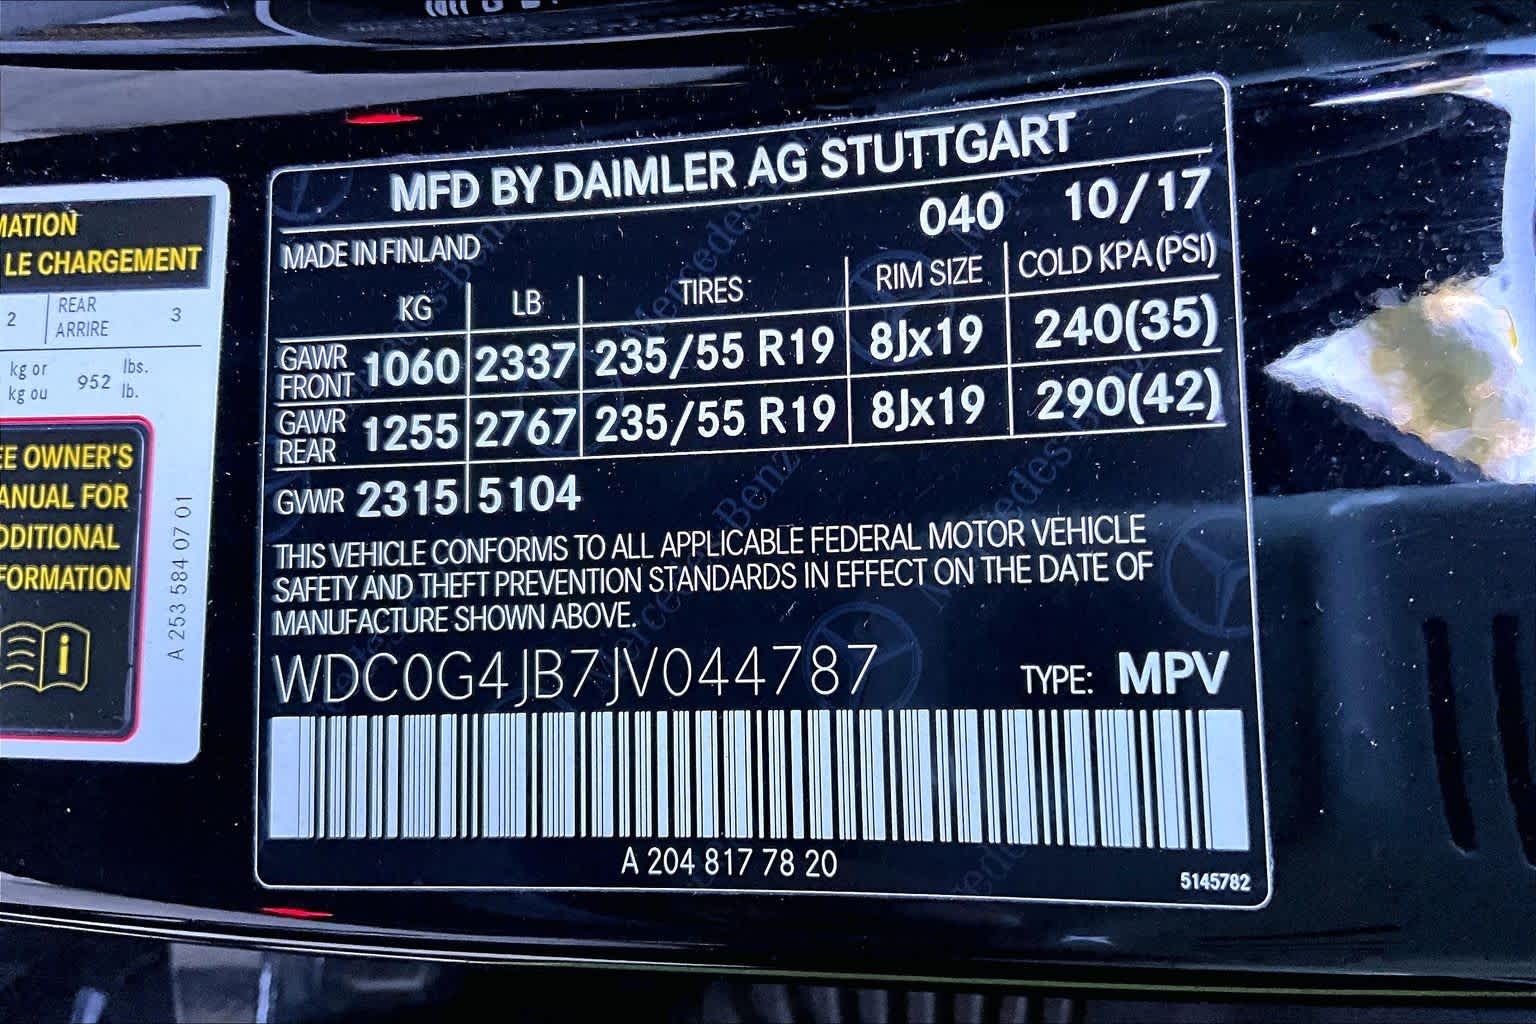 MATION
LE CHARGEMENT
2 REAR ARRIRE 3
kg or lbs.
kg ou 952 lb.
OWNER'S
FOR
INFORMATION
A 253 584 07 01
MFD BY DAIMLER AG STUTTGART
040 10/17
MADE IN FINLAND
KG LB TIRES RIM SIZE COLD KPA (PSI)
GAWR FRONT 1060 2337 235/55 R19 8Jx19 240(35)
GAWR REAR 1255 2767 235/55 R19 8Jx19 290(42)
GVWR 2315 5104
THIS VEHICLE CONFORMS TO ALL APPLICABLE FEDERAL MOTOR VEHICLE
SAFETY AND THEFT PREVENTION STANDARDS IN EFFECT ON THE DATE OF
MANUFACTURE SHOWN ABOVE.
WDC0G4JB7JV044787 TYPE: MPV
A 204 817 78 20
5145782